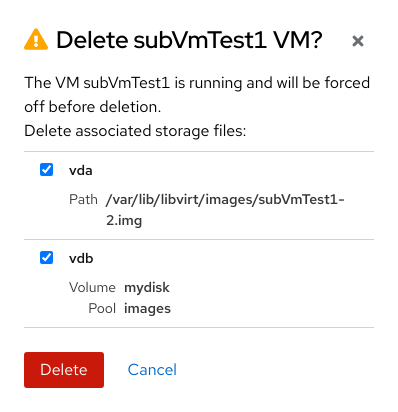 Delete subVmTest1 VM?
The VM subVmTest1 is running and will be forced
off before deletion.
Delete associated storage files:
vda
Path /var/lib/libvirt/images/subVmTest1-
2.img
vdb
Volume mydisk
Pool images
Delete Cancel